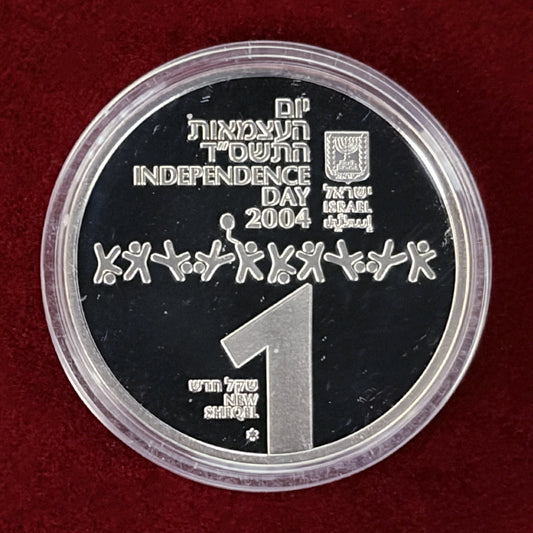 יום
העצמאות
התשס"ד
INDEPENDENCE
DAY
2004
ישראל
ISRAEL
إسرائيل
1
שקל חדש
NEW
SHEQEL